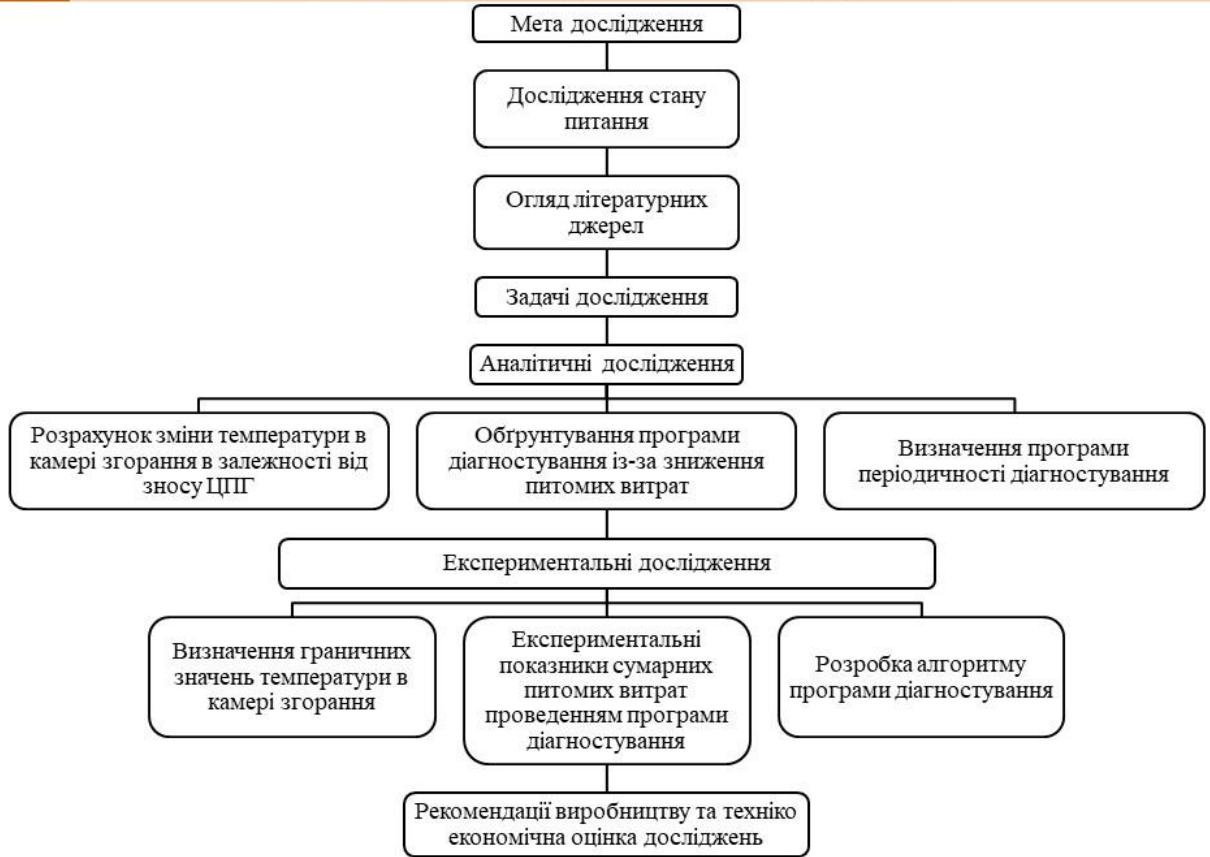 Мета дослідження
Дослідження стану
питання
Огляд літературних
джерел
Задачі дослідження
Аналітичні дослідження
Розрахунок зміни температури в
камері згорання в залежності від
зносу ЦПГ
Обґрунтування програми
діагностування із-за зниження
питомих витрат
Визначення програми
періодичності діагностування
Експериментальні дослідження
Визначення граничних
значень температури в
камері згорання
Експериментальні
показники сумарних
питомих витрат
проведенням програми
діагностування
Розробка алгоритму
програми діагностування
Рекомендації виробництву та техніко
економічна оцінка досліджень